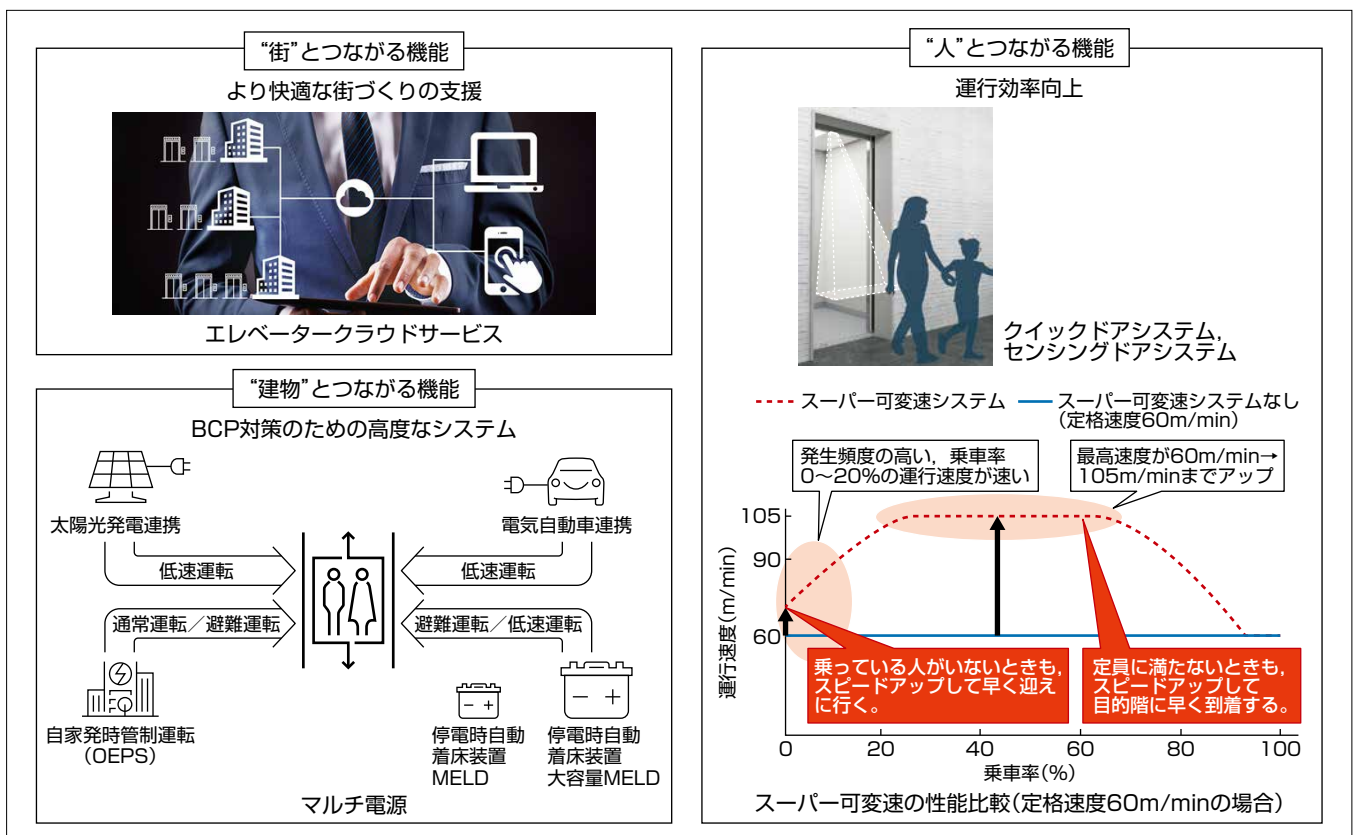 “街”とつながる機能
より快適な街づくりの支援
エレベータークラウドサービス
“建物”とつながる機能
BCP対策のための高度なシステム
太陽光発電連携
電気自動車連携
低速運転
低速運転
通常運転／避難運転
避難運転／低速運転
自家発時管制運転
(OEPS)
停電時自動
着床装置
MELD
停電時自動
着床装置
大容量MELD
マルチ電源
“人”とつながる機能
運行効率向上
クイックドアシステム,
センシングドアシステム
スーパー可変速システム
スーパー可変速システムなし
(定格速度60m/min)
発生頻度の高い，乗車率
0〜20%の運行速度が速い
最高速度が60m/min→
105m/minまでアップ
運行速度(m/min)
105
90
60
乗っている人がいないときも，
スピードアップして早く迎え
に行く。
定員に満たないときも，
スピードアップして
目的階に早く到着する。
0
20
40
60
80
100
乗車率(%)
スーパー可変速の性能比較(定格速度60m/minの場合)